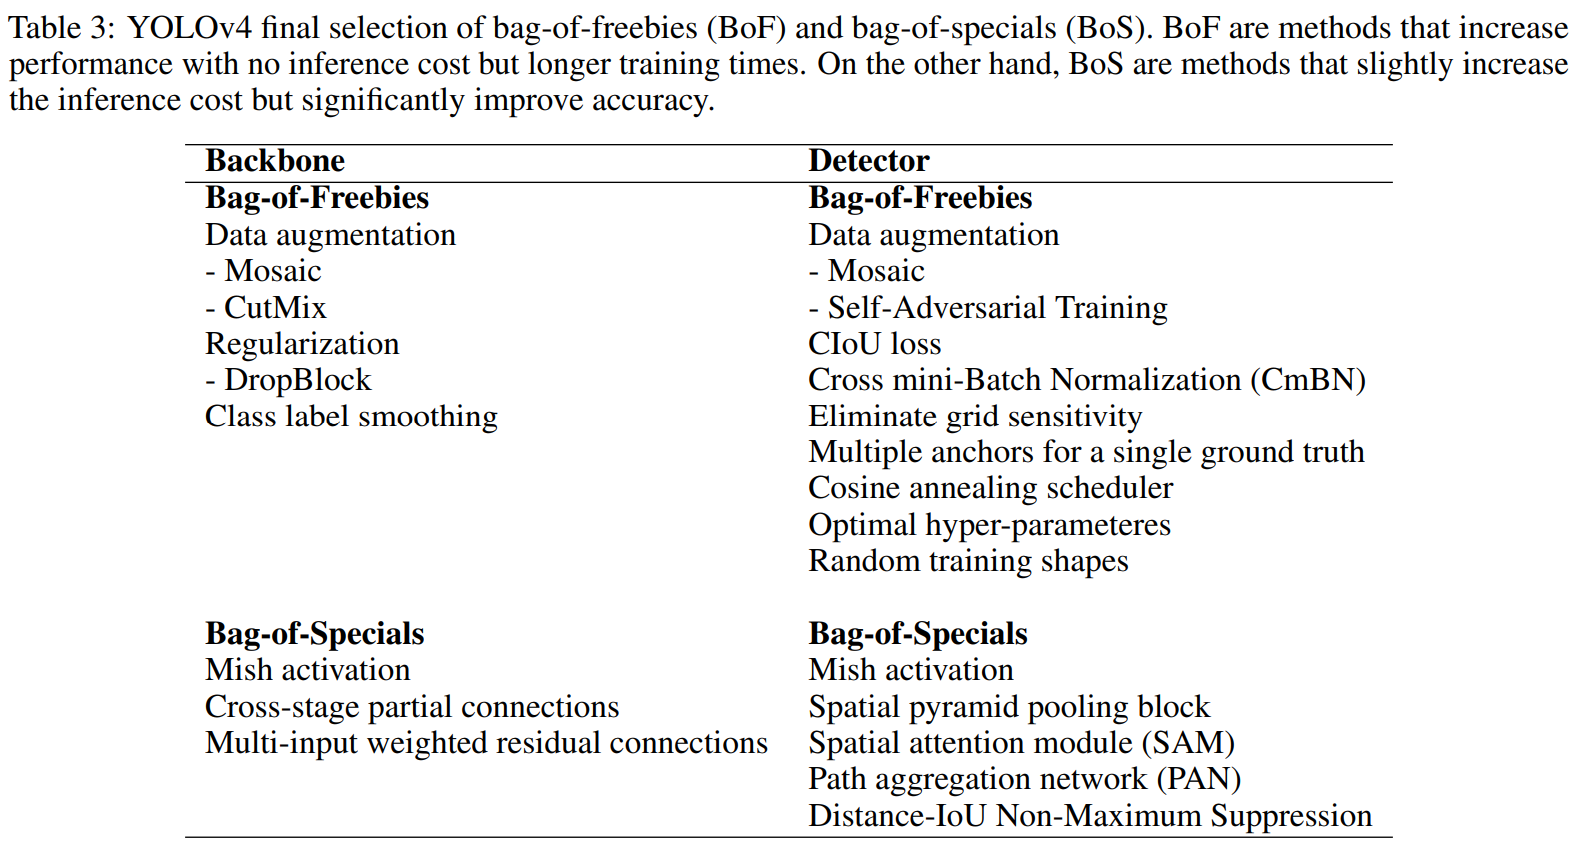 Table 3: YOLOv4 final selection of bag-of-freebies (BoF) and bag-of-specials (BoS). BoF are methods that increase
performance with no inference cost but longer training times. On the other hand, BoS are methods that slightly increase
the inference cost but significantly improve accuracy.
Backbone
Detector
Bag-of-Freebies
Data augmentation
- Mosaic
- CutMix
Regularization
- DropBlock
Class label smoothing
Bag-of-Freebies
Data augmentation
- Mosaic
- Self-Adversarial Training
CIoU loss
Cross mini-Batch Normalization (CmBN)
Eliminate grid sensitivity
Multiple anchors for a single ground truth
Cosine annealing scheduler
Optimal hyper-parameteres
Random training shapes
Bag-of-Specials
Mish activation
Cross-stage partial connections
Multi-input weighted residual connections
Bag-of-Specials
Mish activation
Spatial pyramid pooling block
Spatial attention module (SAM)
Path aggregation network (PAN)
Distance-IoU Non-Maximum Suppression